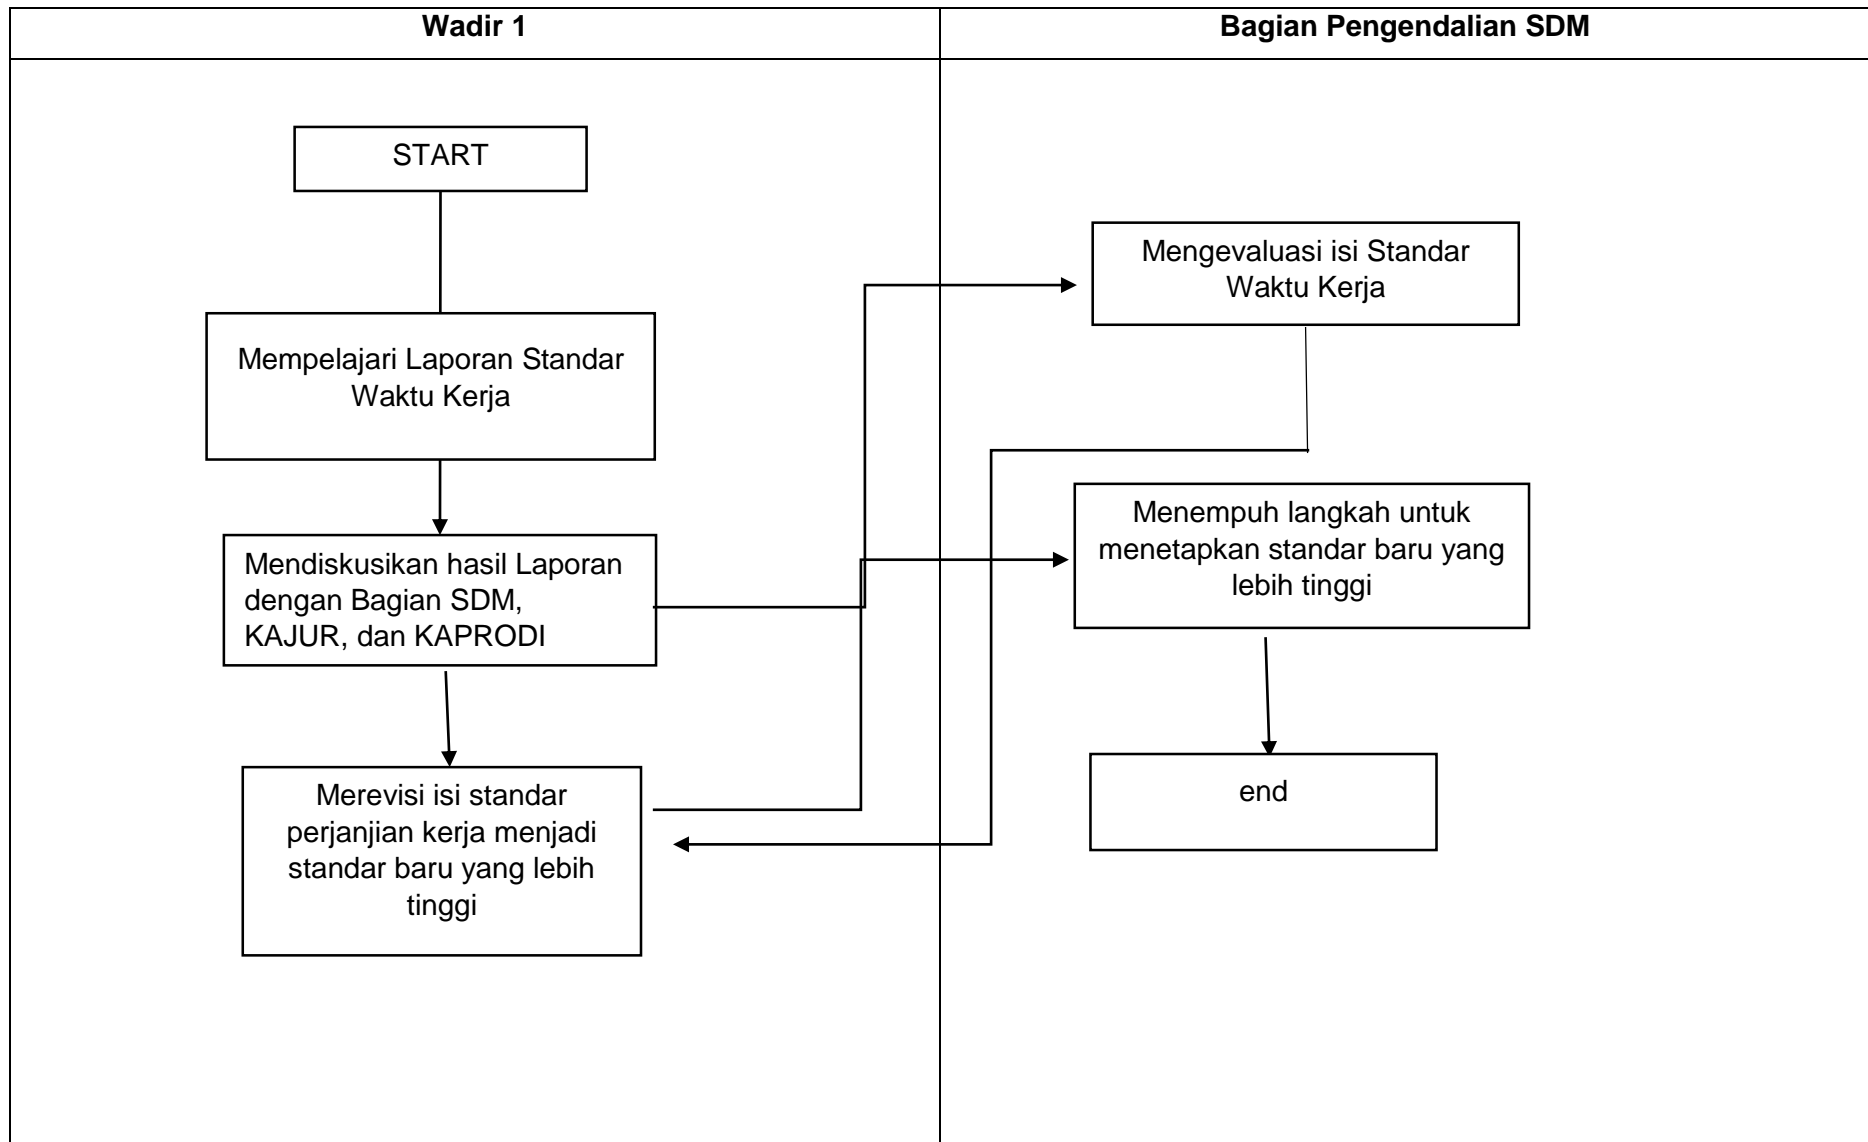 Wadir 1
Bagian Pengendalian SDM
START
Mempelajari Laporan Standar
Waktu Kerja
Mendiskusikan hasil Laporan
dengan Bagian SDM,
KAJUR, dan KAPRODI
Merevisi isi standar
perjanjian kerja menjadi
standar baru yang lebih
tinggi
Mengevaluasi isi Standar
Waktu Kerja
Menempuh langkah untuk
menetapkan standar baru yang
lebih tinggi
end